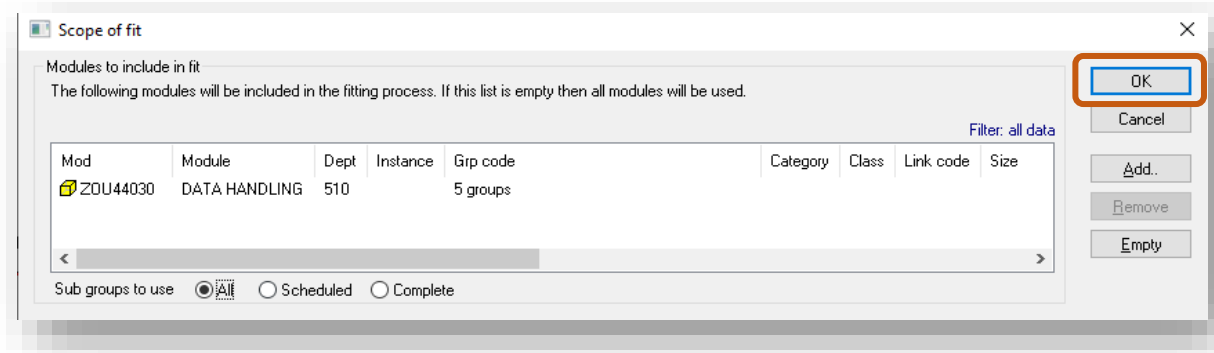 Scope of fit
Modules to include in fit
The following modules will be included in the fitting process. If this list is empty then all modules will be used.
Filter: all data
Mod Module Dept Instance Grp code Category Class Link code Size
ZOU44030 DATA HANDLING 510 5 groups
Sub groups to use All Scheduled Complete
OK
Cancel
Add..
Remove
Empty